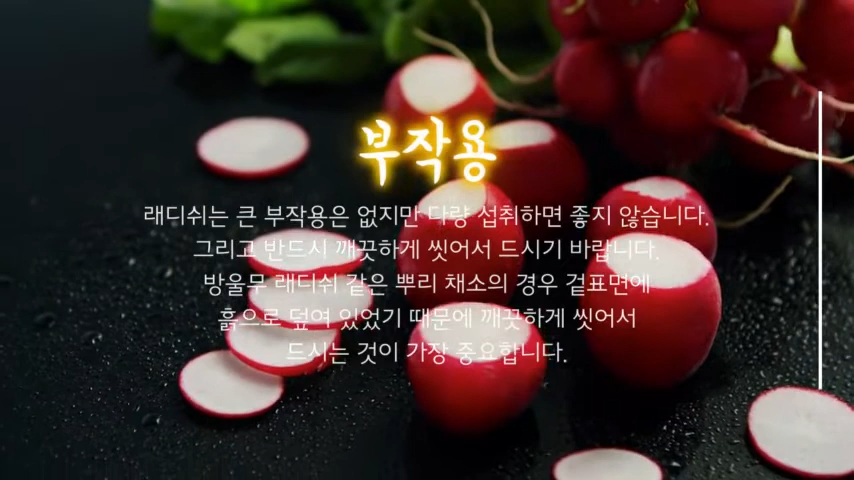 부작용
래디쉬는 큰 부작용은 없지만 다량 섭취하면 좋지 않습니다.
그리고 반드시 깨끗하게 씻어서 드시기 바랍니다.
방울무 래디쉬 같은 뿌리 채소의 경우 겉표면에
흙으로 덮여 있었기 때문에 깨끗하게 씻어서
드시는 것이 가장 중요합니다.